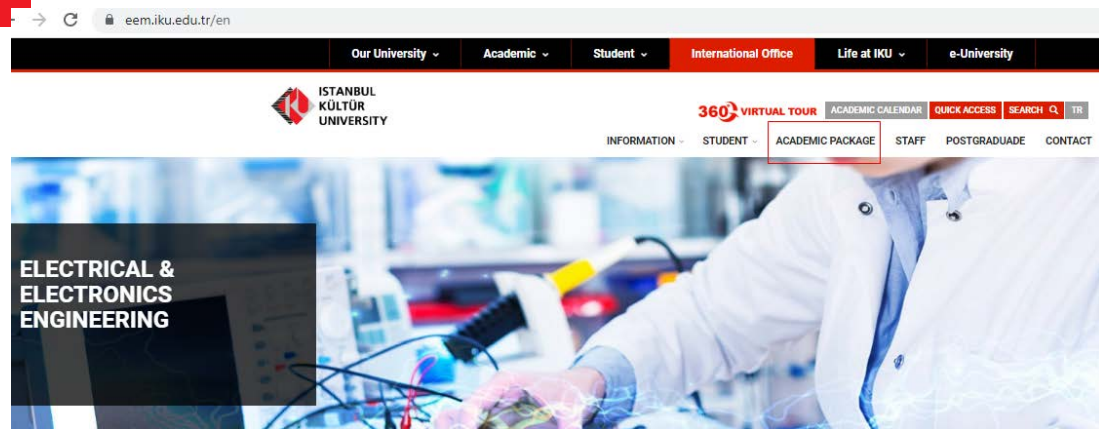 eem.iku.edu.tr/en
Our University Academic Student International Office Life at IKU e-University
ISTANBUL
KÜLTÜR
UNIVERSITY
360 VIRTUAL TOUR ACADEMIC CALENDAR QUICK ACCESS SEARCH TR
INFORMATION STUDENT ACADEMIC PACKAGE STAFF POSTGRADUADE CONTACT
ELECTRICAL &
ELECTRONICS
ENGINEERING